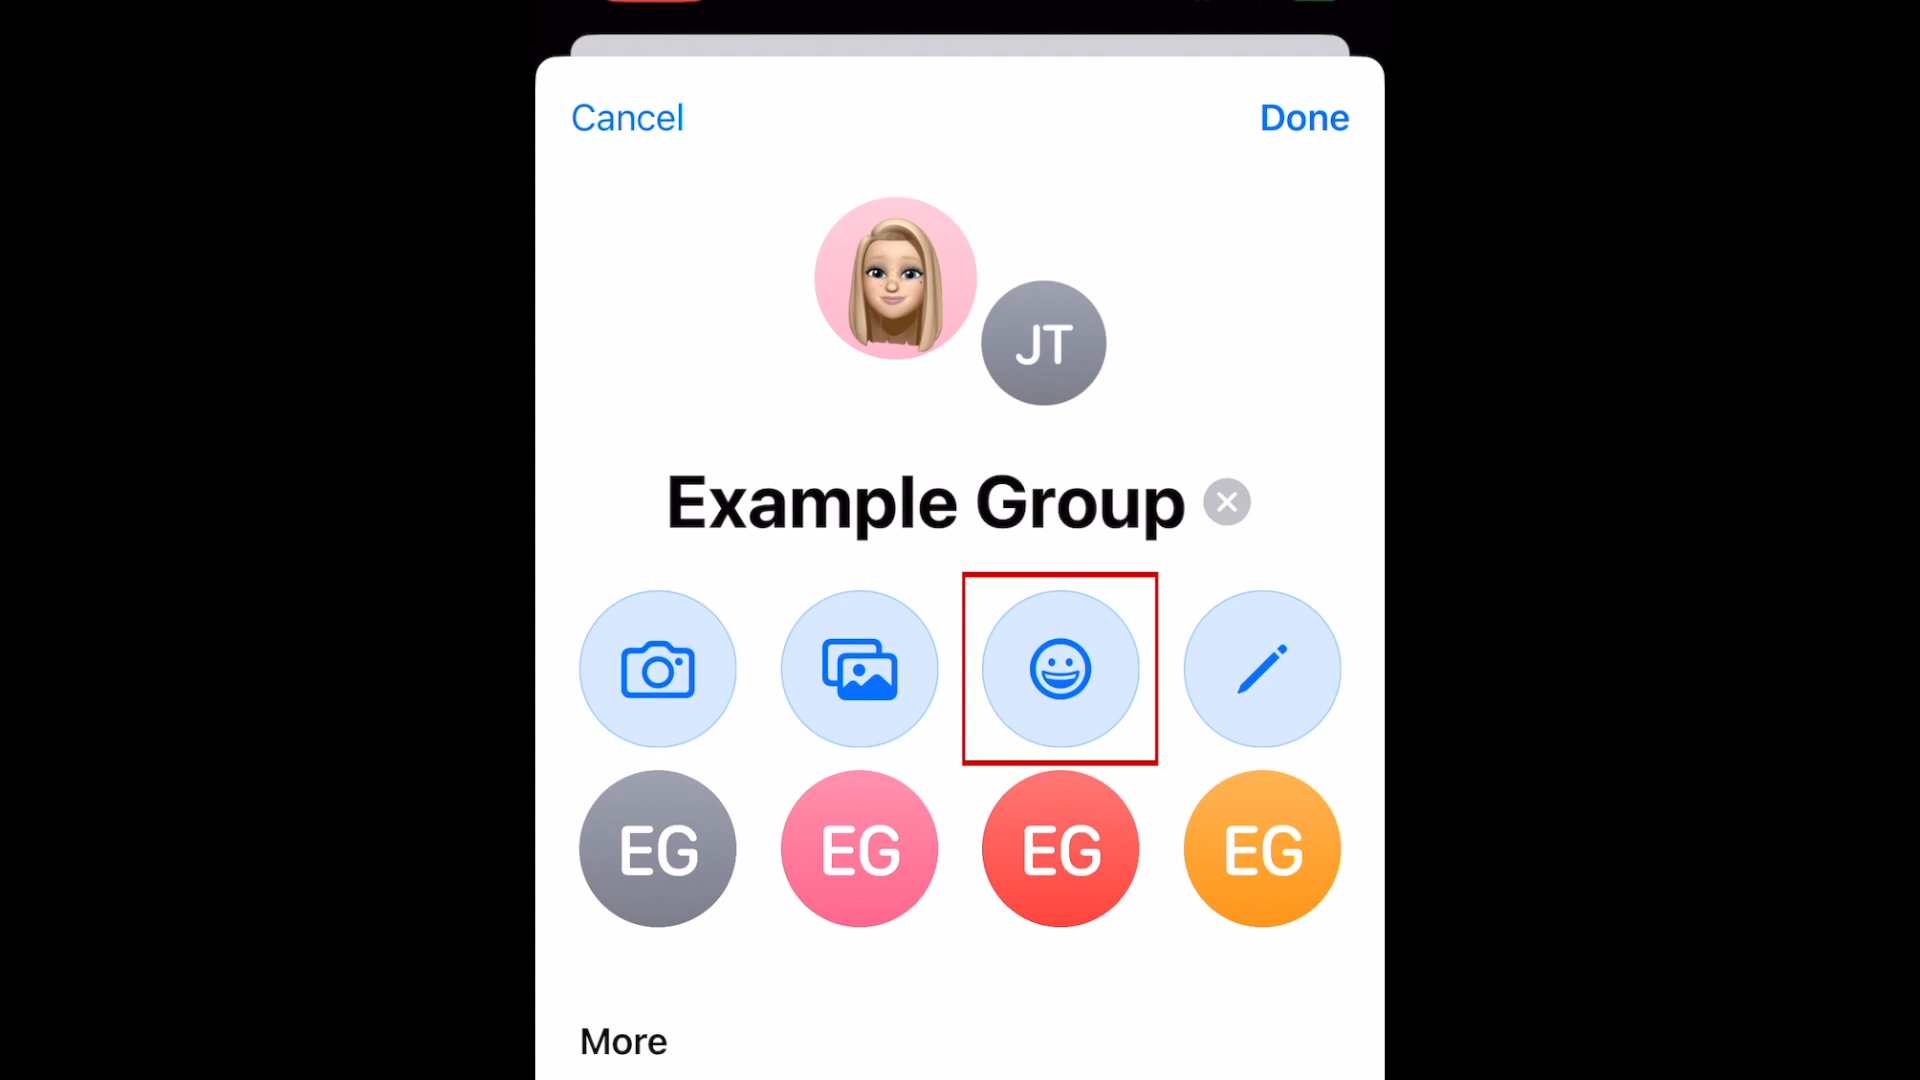 Cancel
Done
JT
Example Group
EG EG EG EG
More